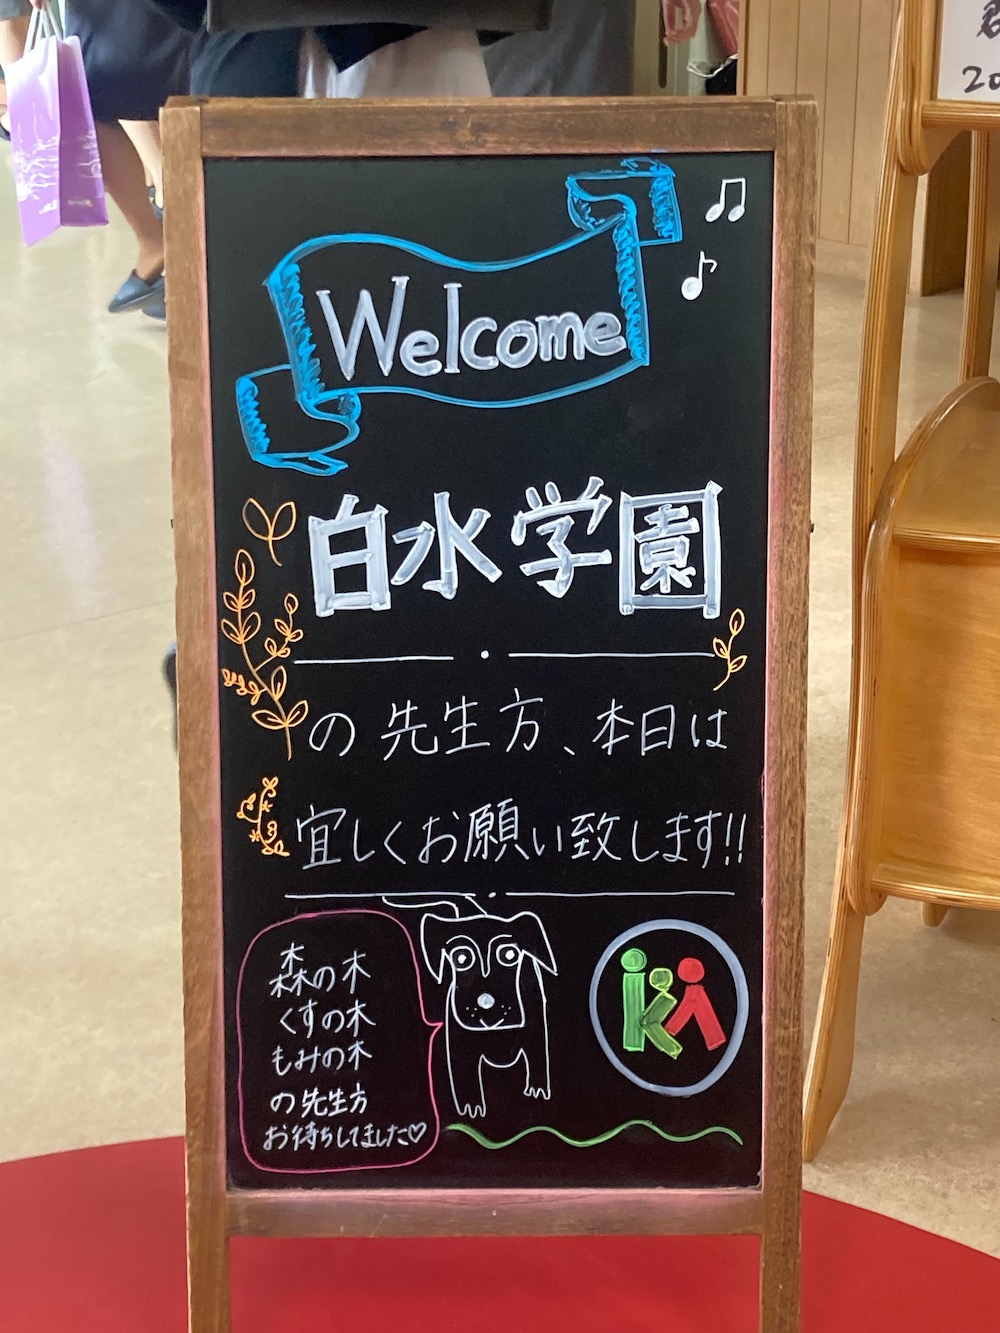 Welcome
白水学園
の先生方、本日は
宜しくお願い致します!!
森の木
くすの木
もみの木
の先生方
お待ちしてました♡
ki